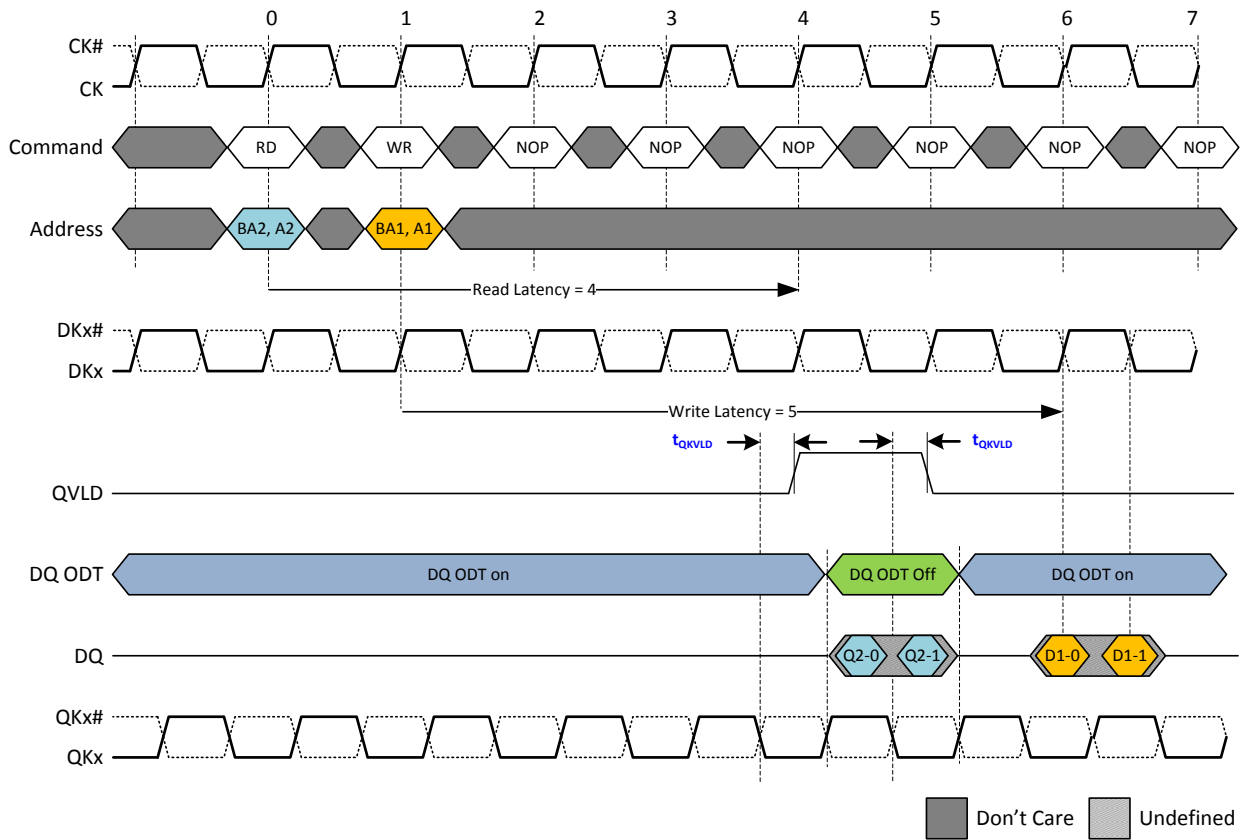 0 1 2 3 4 5 6 7
CK#
CK
Command RD WR NOP NOP NOP NOP NOP NOP
Address BA2, A2 BA1, A1
Read Latency = 4
DKx#
DKx
Write Latency = 5
tQKVLD tQKVLD
QVLD
DQ ODT DQ ODT on DQ ODT Off DQ ODT on
DQ Q2-0 Q2-1 D1-0 D1-1
QKx#
QKx
Don't Care Undefined